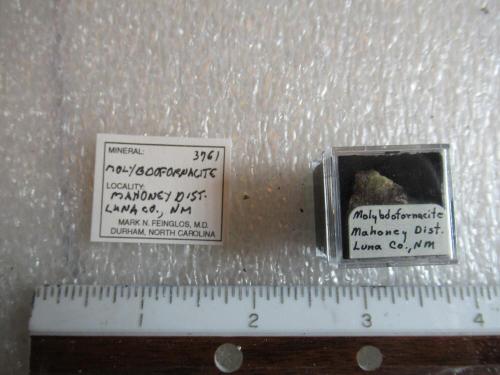 MINERAL: 3761
MOLYBDOFORNACITE
LOCALITY:
MAHONEY DIST.
LUNA CO., NM
MARK N. FEINGLOS, M.D.
DURHAM, NORTH CAROLINA
Molybdofornacite
Mahoney Dist.
Luna Co., NM
1 2 3 4